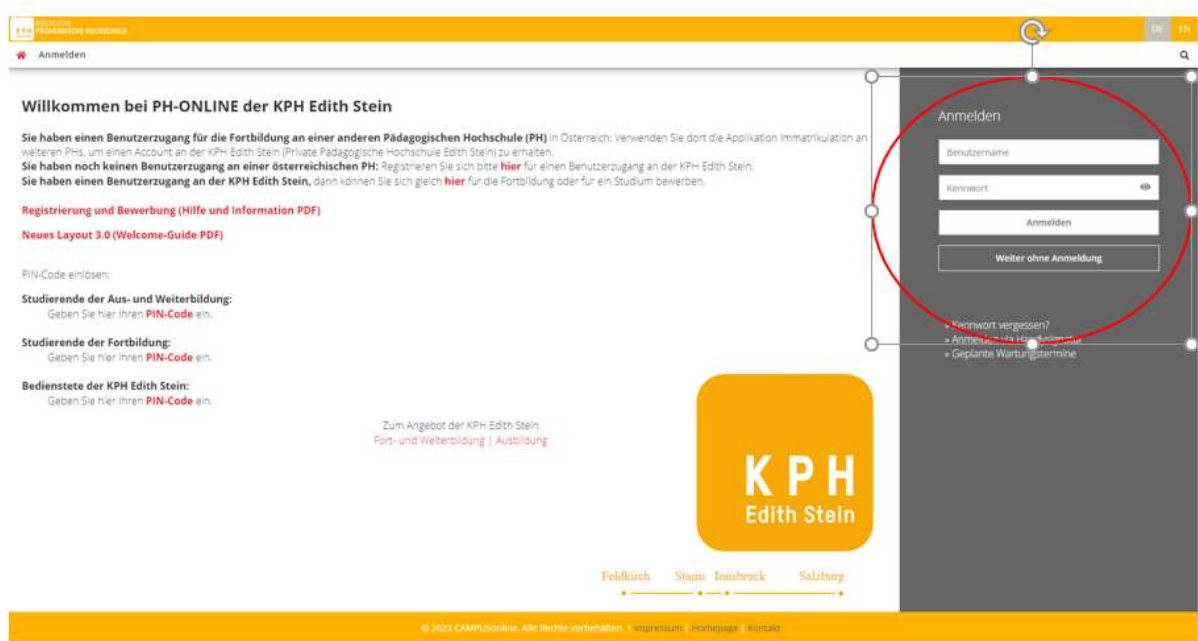 KPH
PÄDAGOGISCHE HOCHSCHULE
DE EN
Anmelden
Willkommen bei PH-ONLINE der KPH Edith Stein
Sie haben einen Benutzerzugang für die Fortbildung an einer anderen Pädagogischen Hochschule (PH) in Österreich: Verwenden Sie dort die Applikation Immatrikulation an
weiteren PHs, um einen Account an der KPH Edith Stein (Private Pädagogische Hochschule Edith Stein) zu erhalten.
Sie haben noch keinen Benutzerzugang an einer österreichischen PH: Registrieren Sie sich bitte hier für einen Benutzerzugang an der KPH Edith Stein.
Sie haben einen Benutzerzugang an der KPH Edith Stein, dann können Sie sich gleich hier für die Fortbildung oder für ein Studium bewerben.
Registrierung und Bewerbung (Hilfe und Information PDF)
Neues Layout 3.0 (Welcome-Guide PDF)
PIN-Code einlösen:
Studierende der Aus- und Weiterbildung:
Geben Sie hier Ihren PIN-Code ein.
Studierende der Fortbildung:
Geben Sie hier Ihren PIN-Code ein.
Bedienstete der KPH Edith Stein:
Geben Sie hier Ihren PIN-Code ein.
Zum Angebot der KPH Edith Stein
Fort- und Weiterbildung | Ausbildung
KPH
Edith Stein
Feldkirch Stams Innsbruck Salzburg
Anmelden
Benutzername
Kennwort
Anmelden
Weiter ohne Anmeldung
» Kennwort vergessen?
» Anmelden via Handysignatur
» Geplante Wartungstermine
© 2023 CAMPUSonline. Alle Rechte vorbehalten. | Impressum | Homepage | Kontakt